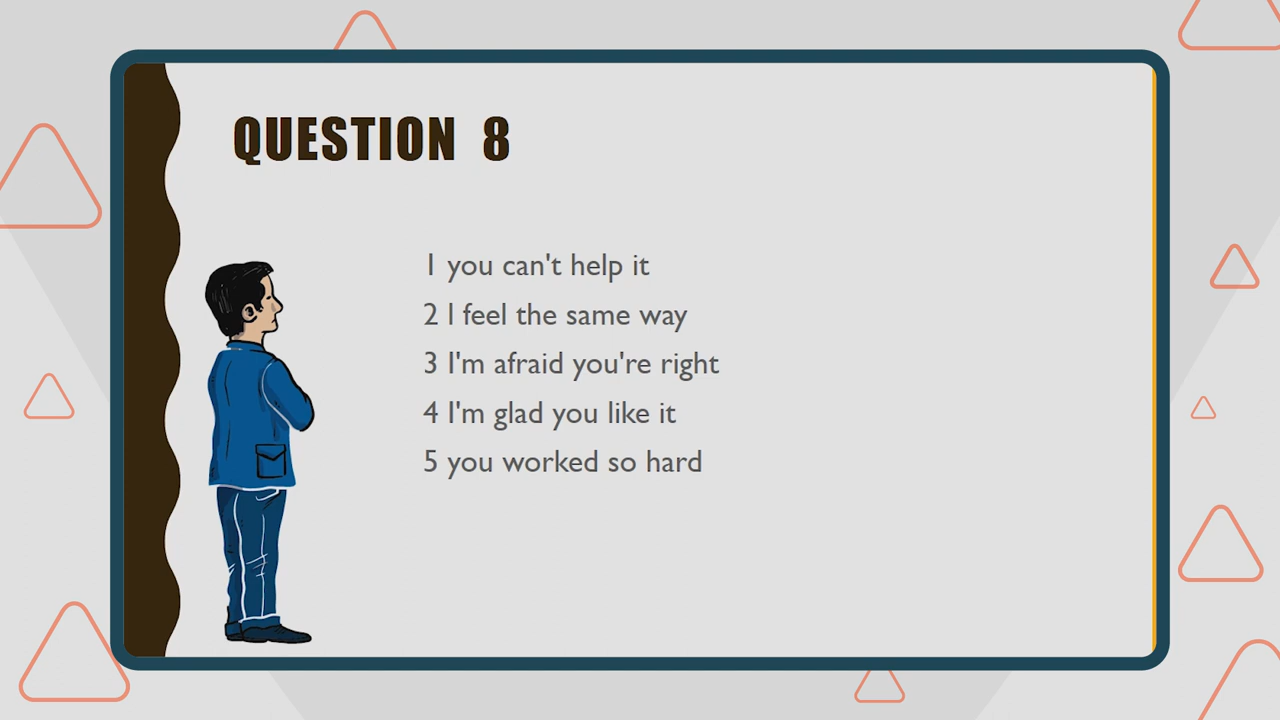 QUESTION 8
1 you can't help it
2 I feel the same way
3 I'm afraid you're right
4 I'm glad you like it
5 you worked so hard